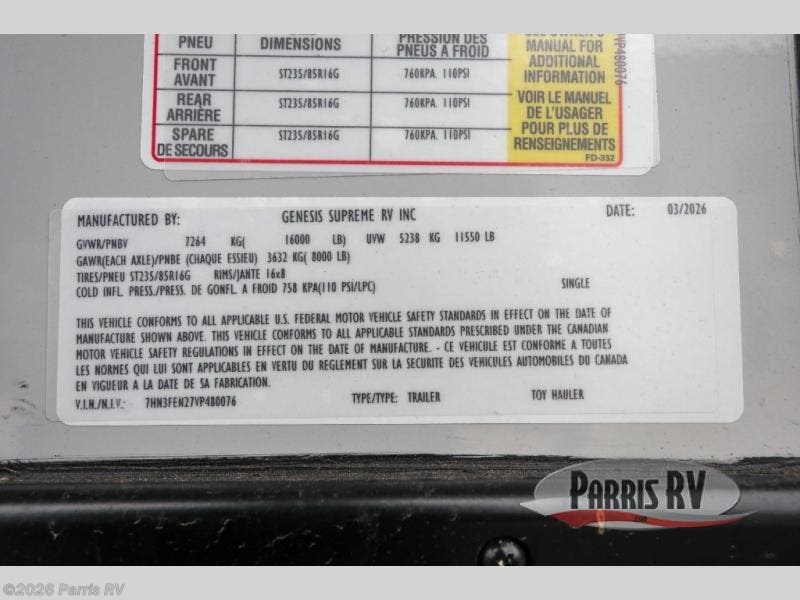 PNEU DIMENSIONS PRESSION DES PNEUS A FROID
FRONT AVANT ST235/85R16G 760KPA, 110PSI
REAR ARRIÈRE ST235/85R16G 760KPA, 110PSI
SPARE DE SECOURS ST235/85R16G 760KPA, 110PSI
MANUAL FOR
ADDITIONAL
INFORMATION
VOIR LE MANUEL
DE L'USAGER
POUR PLUS DE
RENSEIGNEMENTS
FD-332
VP480076
MANUFACTURED BY: GENESIS SUPREME RV INC DATE: 03/2026
GVWR/PNBV 7264 KG( 16000 LB) UVW 5238 KG 11550 LB
GAWR(EACH AXLE)/PNBE (CHAQUE ESSIEU) 3632 KG( 8000 LB)
TIRES/PNEU ST235/85R16G RIMS/JANTE 16x8
COLD INFL. PRESS./PRESS. DE GONFL. A FROID 758 KPA(110 PSI/LPC) SINGLE
THIS VEHICLE CONFORMS TO ALL APPLICABLE U.S. FEDERAL MOTOR VEHICLE SAFETY STANDARDS IN EFFECT ON THE DATE OF
MANUFACTURE SHOWN ABOVE. THIS VEHICLE CONFORMS TO ALL APPLICABLE STANDARDS PRESCRIBED UNDER THE CANADIAN
MOTOR VEHICLE SAFETY REGULATIONS IN EFFECT ON THE DATE OF MANUFACTURE. - CE VEHICULE EST CONFORME A TOUTES
LES NORMES QUI LUI SONT APPLICABLES EN VERTU DU REGLEMENT SUR LA SECURITE DES VEHICULES AUTOMOBILES DU CANADA
EN VIGUEUR A LA DATE DE SA FABRICATION.
V.I.N./N.I.V.: 7HN3FEN27VP480076 TYPE/TYPE: TRAILER TOY HAULER
PARRIS RV
©2026 Parris RV